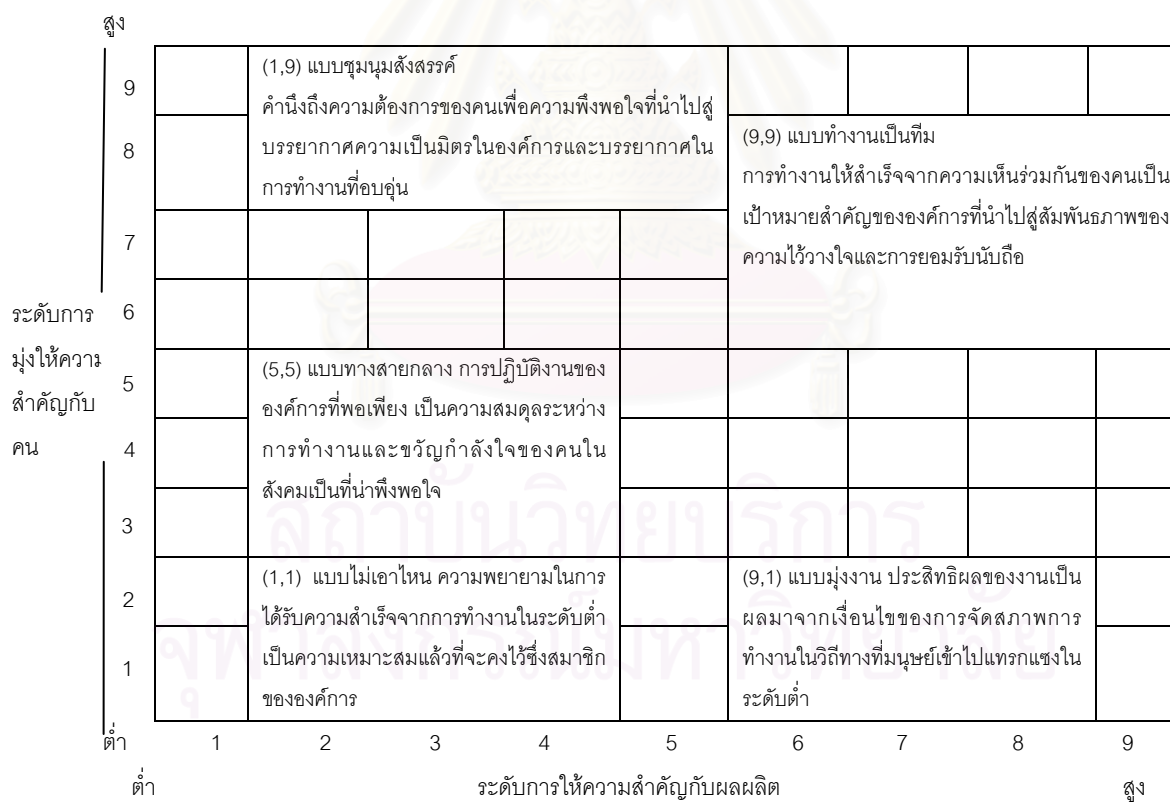 สูง
9
(1,9) แบบชุมนุมสังสรรค์
คำนึงถึงความต้องการของคนเพื่อความพึงพอใจที่นำไปสู่
บรรยากาศความเป็นมิตรในองค์การและบรรยากาศใน
การทำงานที่อบอุ่น
8
(9,9) แบบทำงานเป็นทีม
การทำงานให้สำเร็จจากความเห็นร่วมกันของคนเป็น
เป้าหมายสำคัญขององค์การที่นำไปสู่สัมพันธภาพของ
ความไว้วางใจและการยอมรับนับถือ
7
6
ระดับการ
มุ่งให้ความ
สำคัญกับ
คน
5
(5,5) แบบทางสายกลาง การปฏิบัติงานของ
องค์การที่พอเพียง เป็นความสมดุลระหว่าง
การทำงานและขวัญกำลังใจของคนใน
สังคมเป็นที่น่าพึงพอใจ
4
3
สถาบันวิทยบริการ
2
(1,1) แบบไม่เอาไหน ความพยายามในการ
ได้รับความสำเร็จจากการทำงานในระดับต่ำ
เป็นความเหมาะสมแล้วที่จะคงไว้ซึ่งสมาชิก
ขององค์การ
(9,1) แบบมุ่งงาน ประสิทธิผลของงานเป็น
ผลมาจากเงื่อนไขของการจัดสภาพการ
ทำงานในวิถีทางที่มนุษย์เข้าไปแทรกแซงใน
ระดับต่ำ
จุฬาลงกรณ์มหาวิทยาลัย
1
ต่ำ 1 2 3 4 5 6 7 8 9
ต่ำ ระดับการให้ความสำคัญกับผลผลิต สูง